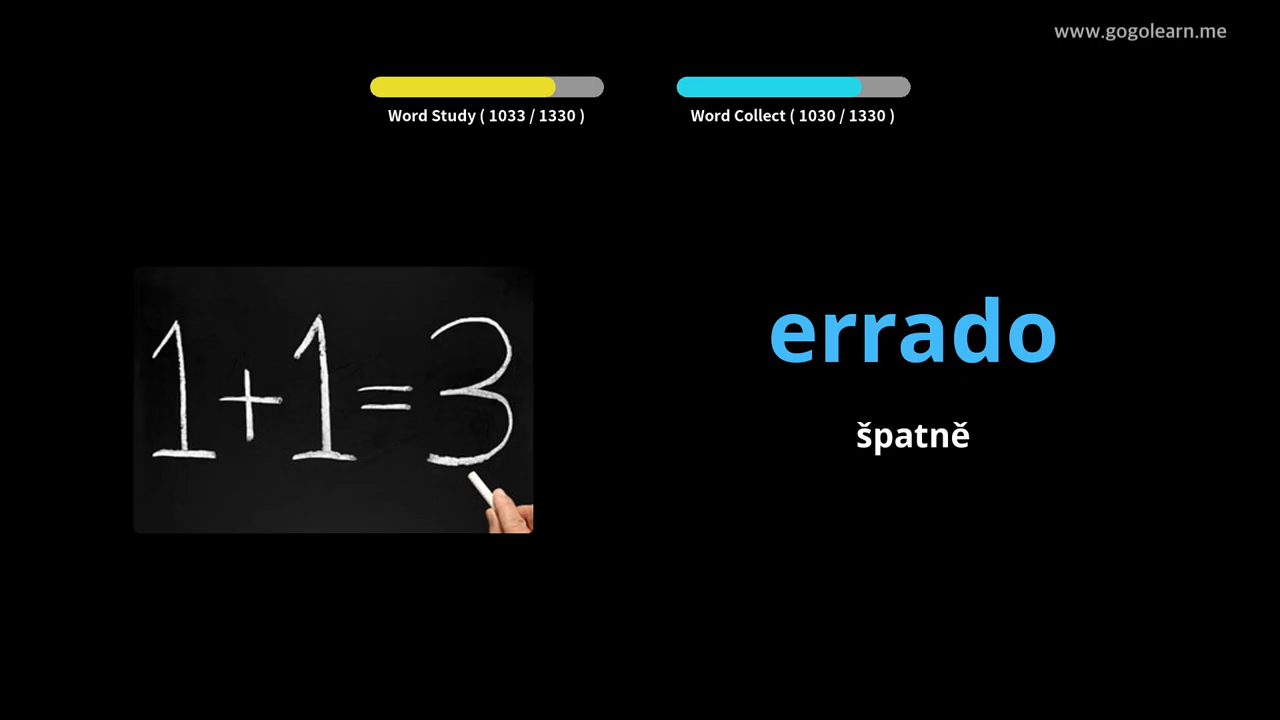 www.gogolearn.me
Word Study ( 1033 / 1330 )
Word Collect ( 1030 / 1330 )
1+1=3
errado
špatně